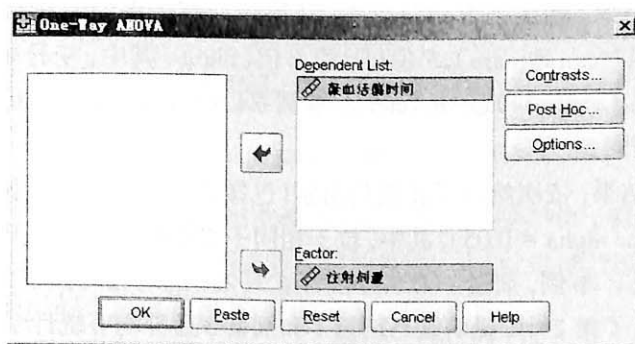 One-Way ANOVA
Dependent List:
凝血活酶时间
Contrasts...
Post Hoc...
Options...
Factor:
注射剂量
OK
Paste
Reset
Cancel
Help